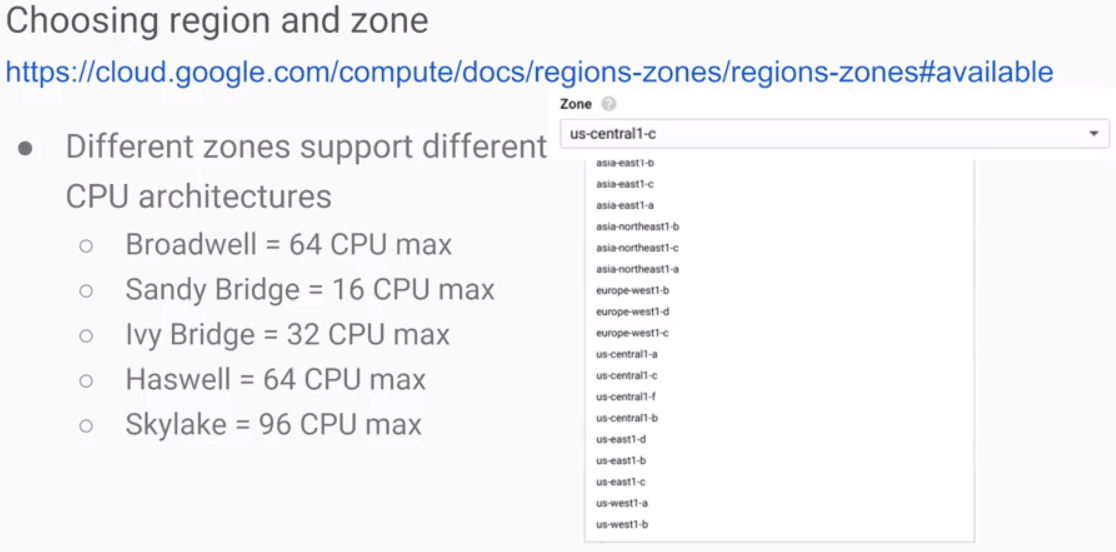 Choosing region and zone
https://cloud.google.com/compute/docs/regions-zones/regions-zones#available
● Different zones support different
CPU architectures
○ Broadwell = 64 CPU max
○ Sandy Bridge = 16 CPU max
○ Ivy Bridge = 32 CPU max
○ Haswell = 64 CPU max
○ Skylake = 96 CPU max
Zone ?
us-central1-c
asia-east1-b
asia-east1-c
asia-east1-a
asia-northeast1-b
asia-northeast1-c
asia-northeast1-a
europe-west1-b
europe-west1-d
europe-west1-c
us-central1-a
us-central1-c
us-central1-f
us-central1-b
us-east1-d
us-east1-b
us-east1-c
us-west1-a
us-west1-b